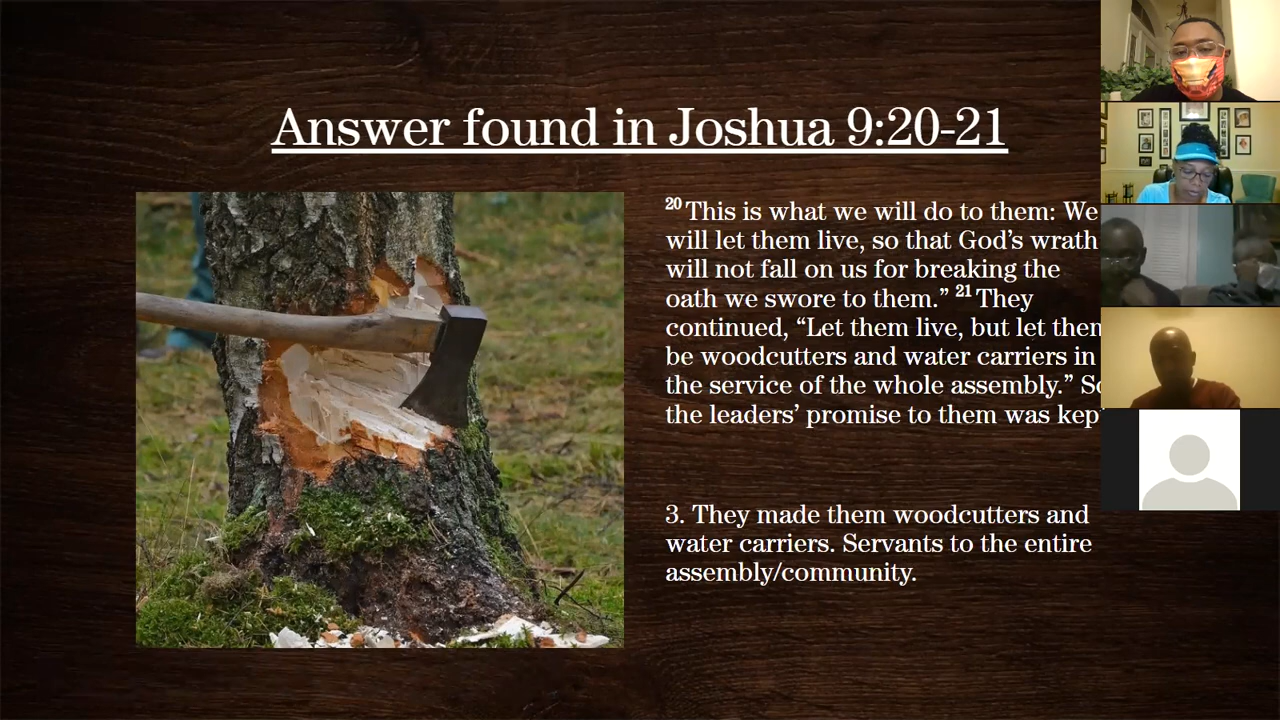 Answer found in Joshua 9:20-21
20 This is what we will do to them: We
will let them live, so that God’s wrath
will not fall on us for breaking the
oath we swore to them.” 21 They
continued, “Let them live, but let
be woodcutters and water carriers in
the service of the whole assembly.”
the leaders’ promise to them was
3. They made them woodcutters and
water carriers. Servants to the entire
assembly/community.